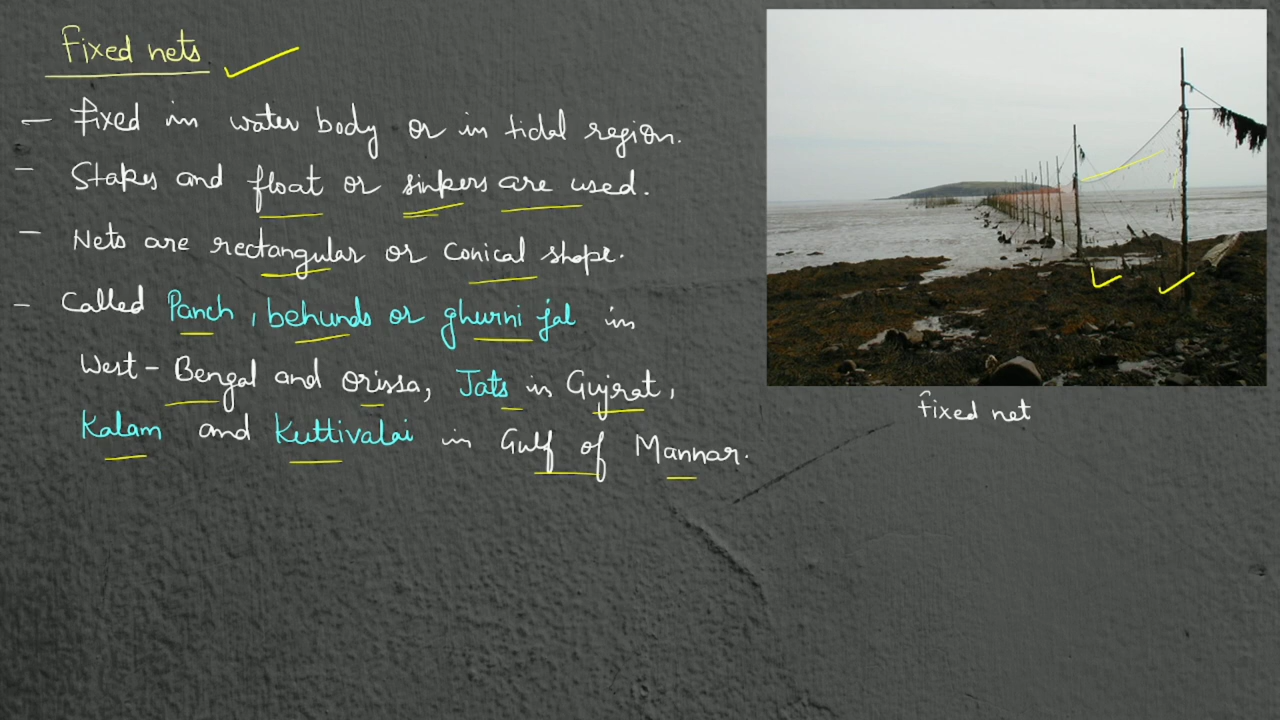 Fixed nets
- Fixed in water body or in tidal region.
- Stakes and float or sinkers are used.
- Nets are rectangular or conical shape.
- Called Panch, behunds or ghurni jal in
West-Bengal and Orissa, Jats in Gujrat,
Kalam and Kuttivalai in Gulf of Mannar.
fixed net